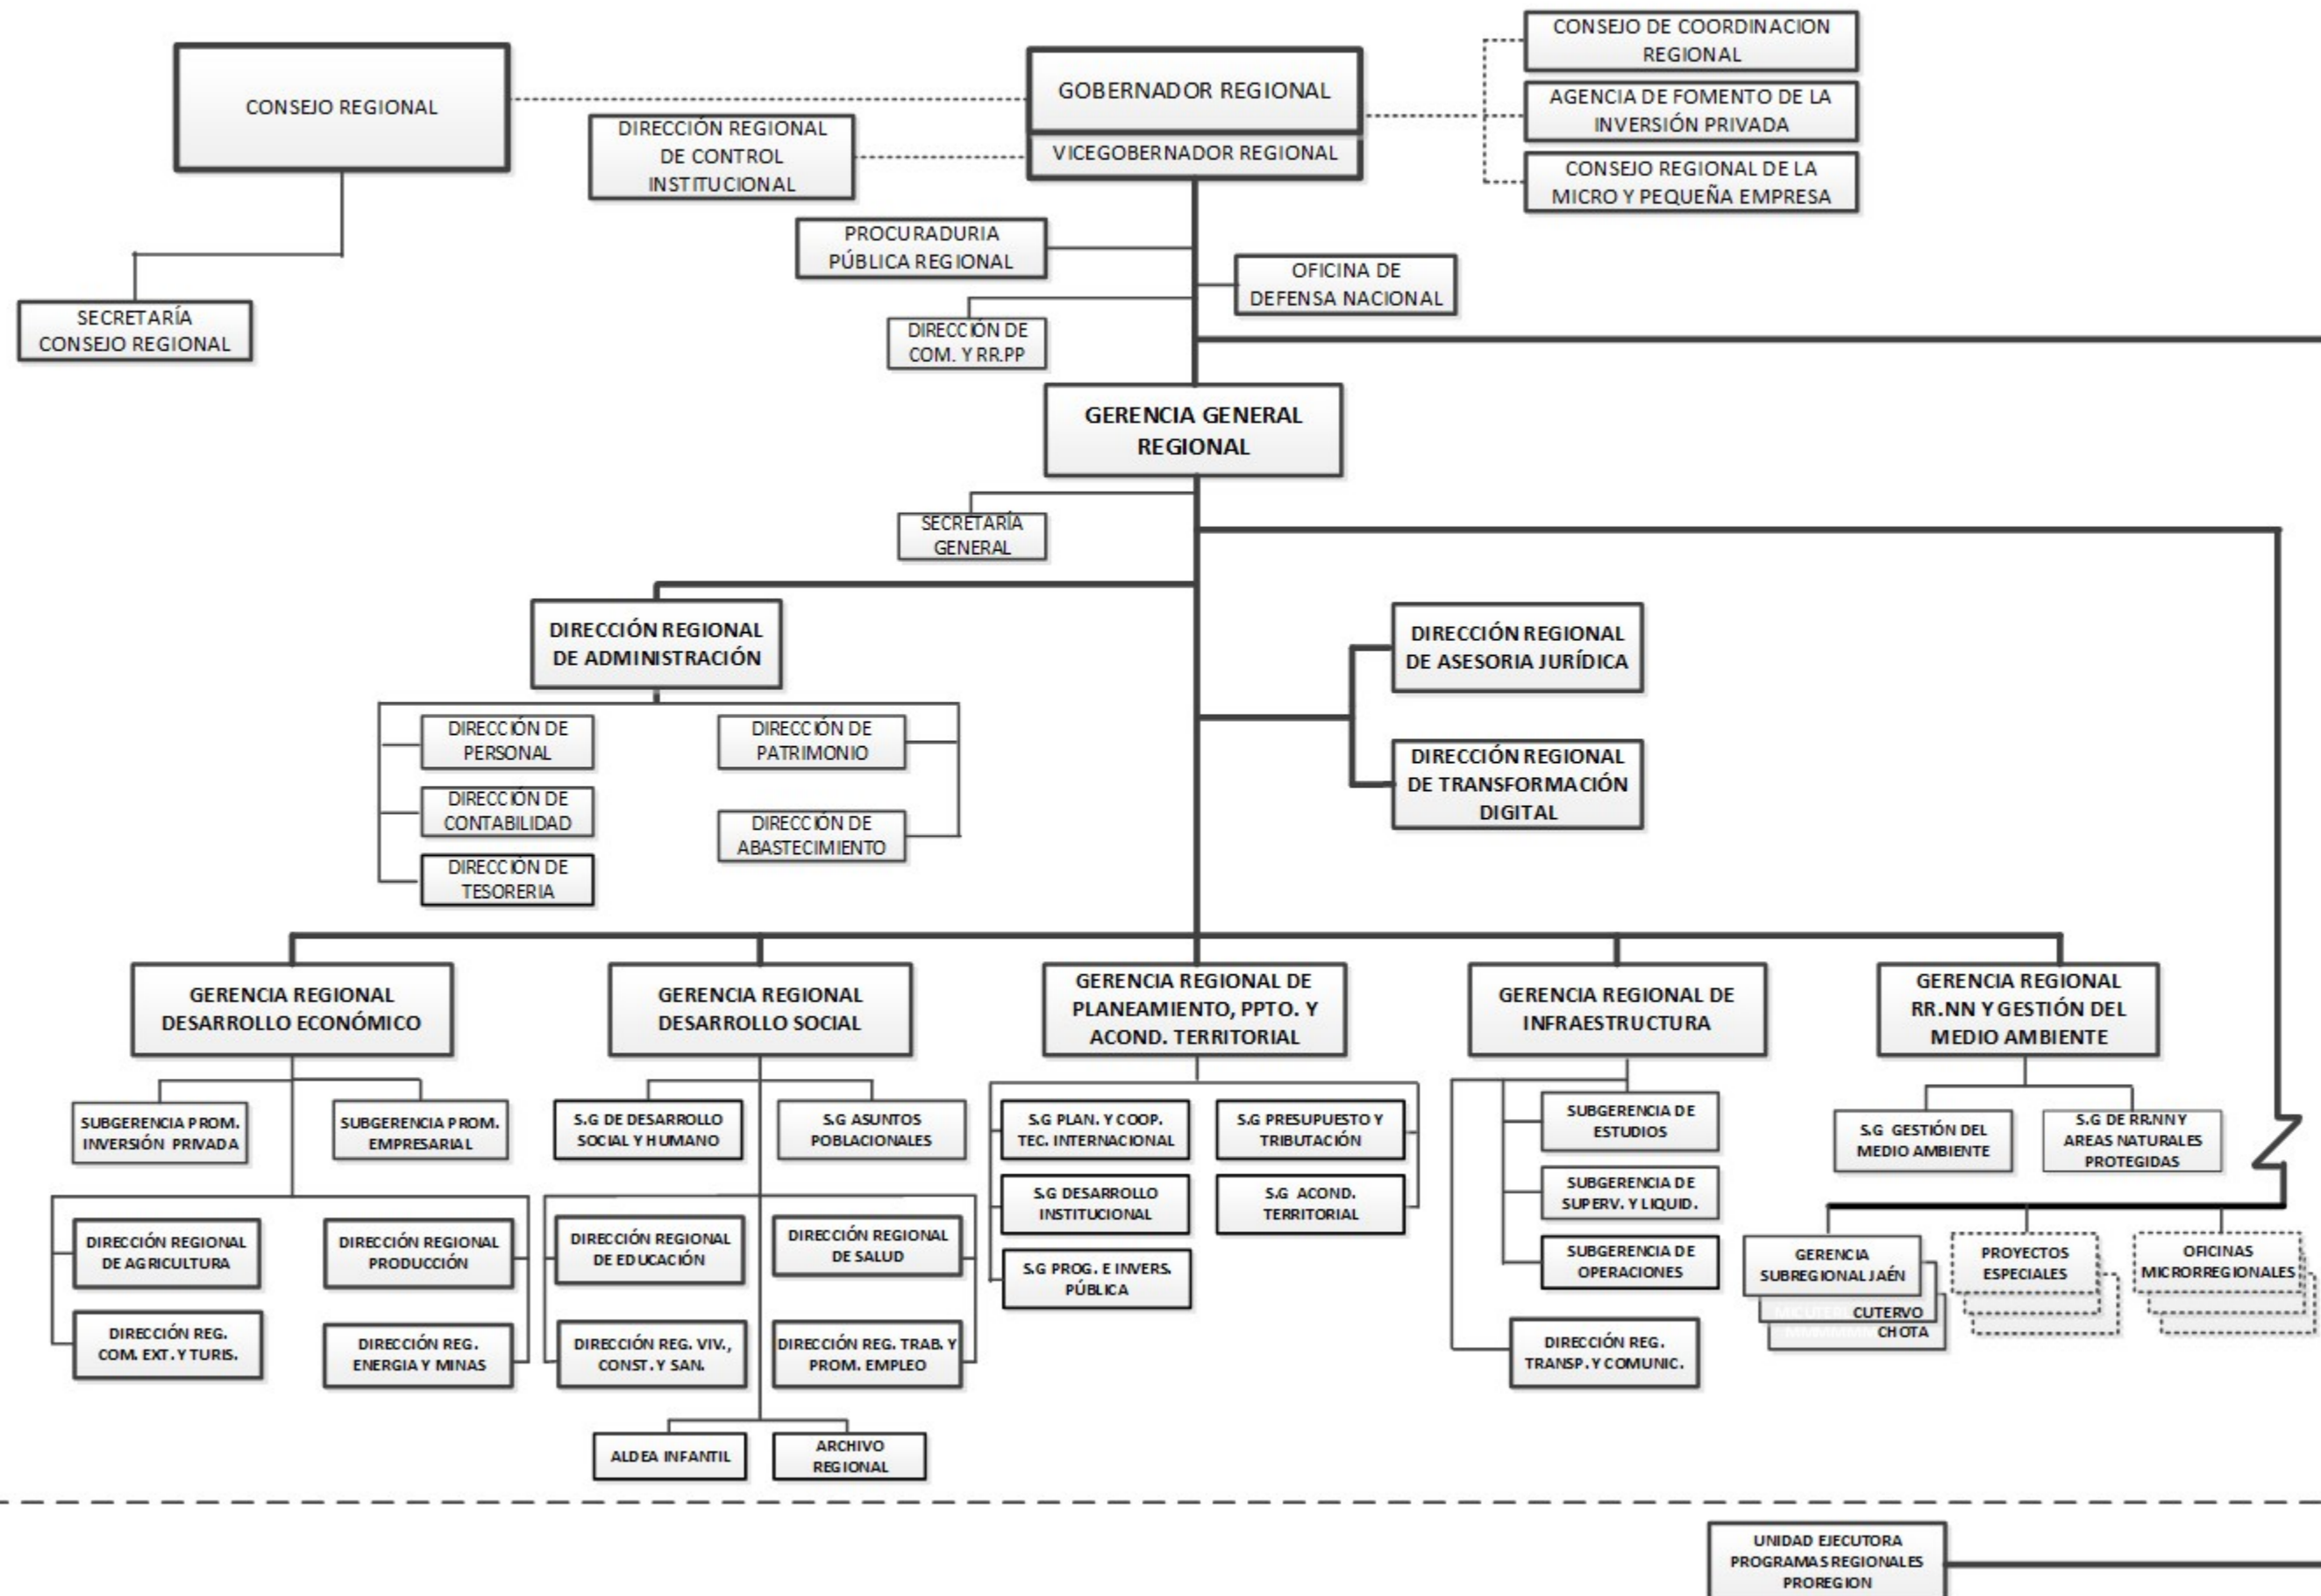 CONSEJO REGIONAL
GOBERNADOR REGIONAL
VICEGOBERNADOR REGIONAL
CONSEJO DE COORDINACION
REGIONAL
AGENCIA DE FOMENTO DE LA
INVERSIÓN PRIVADA
CONSEJO REGIONAL DE LA
MICRO Y PEQUEÑA EMPRESA
DIRECCIÓN REGIONAL
DE CONTROL
INSTITUCIONAL
PROCURADURIA
PÚBLICA REGIONAL
OFICINA DE
DEFENSA NACIONAL
SECRETARÍA
CONSEJO REGIONAL
DIRECCIÓN DE
COM. Y RR.PP
GERENCIA GENERAL
REGIONAL
SECRETARÍA
GENERAL
DIRECCIÓN REGIONAL
DE ADMINISTRACIÓN
DIRECCIÓN REGIONAL
DE ASESORIA JURÍDICA
DIRECCIÓN DE
PERSONAL
DIRECCIÓN DE
PATRIMONIO
DIRECCIÓN REGIONAL
DE TRANSFORMACIÓN
DIGITAL
DIRECCIÓN DE
CONTABILIDAD
DIRECCIÓN DE
ABASTECIMIENTO
DIRECCIÓN DE
TESORERIA
GERENCIA REGIONAL
DESARROLLO ECONÓMICO
GERENCIA REGIONAL
DESARROLLO SOCIAL
GERENCIA REGIONAL DE
PLANEAMIENTO, PPTO. Y
ACOND. TERRITORIAL
GERENCIA REGIONAL DE
INFRAESTRUCTURA
GERENCIA REGIONAL
RR.NN Y GESTIÓN DEL
MEDIO AMBIENTE
SUBGERENCIA PROM.
INVERSIÓN PRIVADA
SUBGERENCIA PROM.
EMPRESARIAL
S.G DE DESARROLLO
SOCIAL Y HUMANO
S.G ASUNTOS
POBLACIONALES
S.G PLAN. Y COOP.
TEC. INTERNACIONAL
S.G PRESUPUESTO Y
TRIBUTACIÓN
SUBGERENCIA DE
ESTUDIOS
S.G GESTIÓN DEL
MEDIO AMBIENTE
S.G DE RR.NN Y
AREAS NATURALES
PROTEGIDAS
S.G DESARROLLO
INSTITUCIONAL
S.G ACOND.
TERRITORIAL
SUBGERENCIA DE
SUPERV. Y LIQUID.
DIRECCIÓN REGIONAL
DE AGRICULTURA
DIRECCIÓN REGIONAL
PRODUCCIÓN
DIRECCIÓN REGIONAL
DE EDUCACIÓN
DIRECCIÓN REGIONAL
DE SALUD
S.G PROG. E INVERS.
PÚBLICA
SUBGERENCIA DE
OPERACIONES
GERENCIA
SUBREGIONAL JAÉN
CUTERVO
CHOTA
PROYECTOS
ESPECIALES
OFICINAS
MICRORREGIONALES
DIRECCIÓN REG.
COM. EXT. Y TURIS.
DIRECCIÓN REG.
ENERGIA Y MINAS
DIRECCIÓN REG. VIV.,
CONST. Y SAN.
DIRECCIÓN REG. TRAB. Y
PROM. EMPLEO
DIRECCIÓN REG.
TRANSP. Y COMUNIC.
ALDEA INFANTIL
ARCHIVO
REGIONAL
UNIDAD EJECUTORA
PROGRAMAS REGIONALES
PROREGION